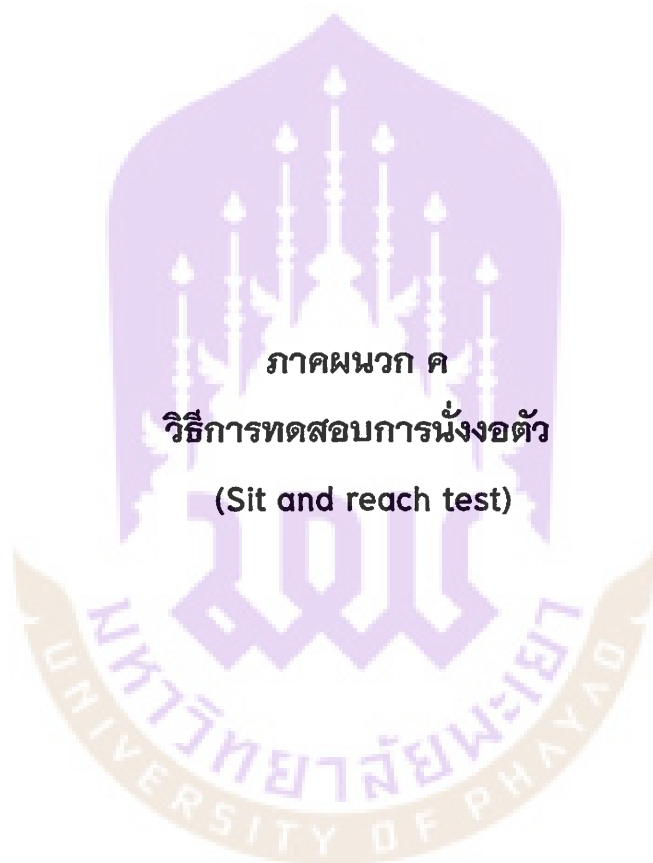 ภาคผนวก ค
วิธีการทดสอบการนั่งงอตัว
(Sit and reach test)
มหาวิทยาลัยพะเยา
UNIVERSITY OF PHAYAO